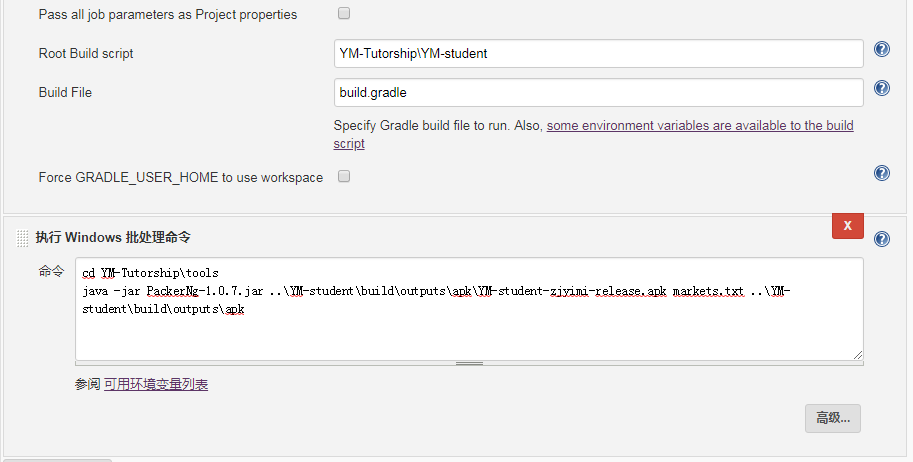 Pass all job parameters as Project properties
Root Build script
YM-Tutorship\YM-student
Build File
build.gradle
Specify Gradle build file to run. Also, some environment variables are available to the build
script
Force GRADLE_USER_HOME to use workspace
X
执行 Windows 批处理命令
命令
cd YM-Tutorship\tools
java -jar PackerNg-1.0.7.jar ..\YM-student\build\outputs\apk\YM-student-zjyimi-release.apk markets.txt ..\YM-
student\build\outputs\apk
参阅 可用环境变量列表
高级...